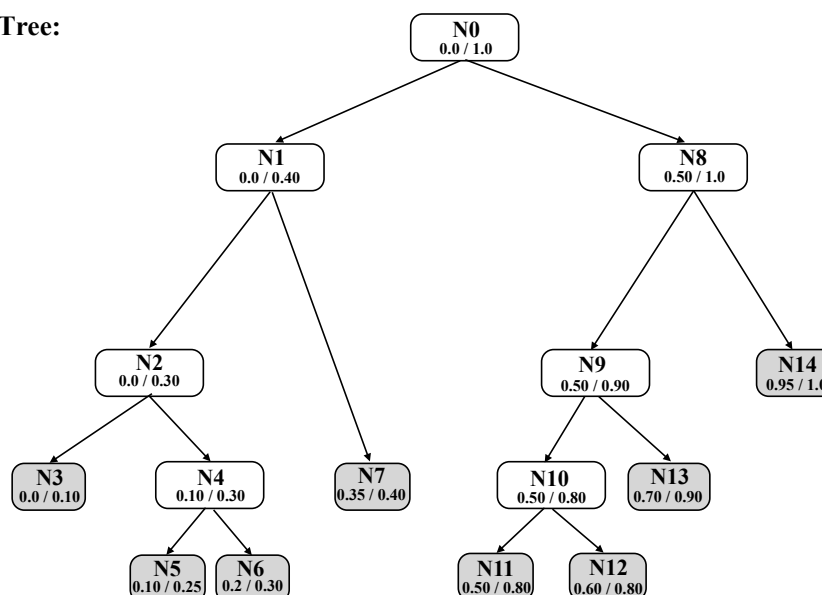 Tree:
N0
0.0 / 1.0
N1
0.0 / 0.40
N8
0.50 / 1.0
N2
0.0 / 0.30
N9
0.50 / 0.90
N14
0.95 / 1.0
N3
0.0 / 0.10
N4
0.10 / 0.30
N7
0.35 / 0.40
N10
0.50 / 0.80
N13
0.70 / 0.90
N5
0.10 / 0.25
N6
0.2 / 0.30
N11
0.50 / 0.80
N12
0.60 / 0.80